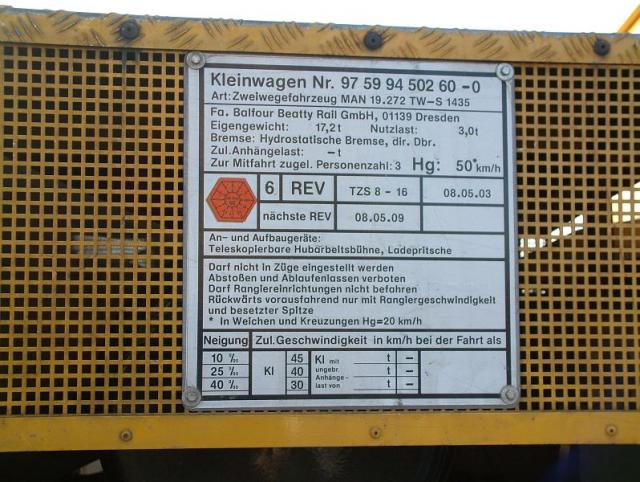 Kleinwagen Nr. 97 59 94 502 60 -0
Art: Zweiwegefahrzeug MAN 19.272 TW-S 1435
Fa. Balfour Beatty Rail GmbH, 01139 Dresden
Eigengewicht: 17,2 t Nutzlast: 3,0 t
Bremse: Hydrostatische Bremse, dir. Dbr.
Zul. Anhängelast: - t
Zur Mitfahrt zugel. Personenzahl: 3 Hg: 50* km/h
6 REV TZS 8 - 16 08.05.03
nächste REV 08.05.09
An- und Aufbaugeräte:
Teleskopierbare Hubarbeitsbühne, Ladepritsche
Darf nicht in Züge eingestellt werden
Abstoßen und Ablaufenlassen verboten
Darf Rangiereinrichtungen nicht befahren
Rückwärts vorausfahrend nur mit Rangiergeschwindigkeit
und besetzter Spitze
* In Weichen und Kreuzungen Hg=20 km/h
Neigung Zul. Geschwindigkeit in km/h bei der Fahrt als
10 ‰ 45 Kl mit t -
25 ‰ Kl 40 ungebr. t -
Anhänge-
40 ‰ 30 last von t -